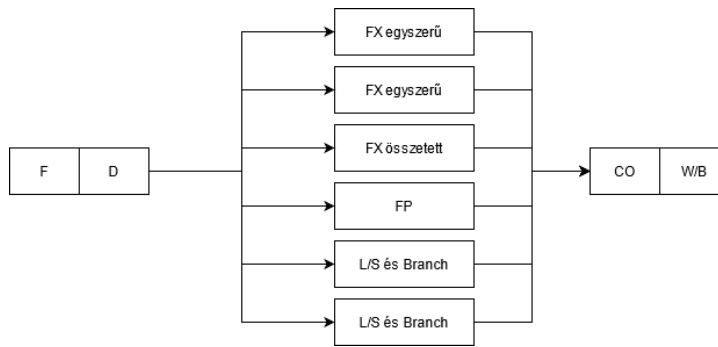 FX egyszerű
FX egyszerű
FX összetett
F D
CO W/B
FP
L/S és Branch
L/S és Branch